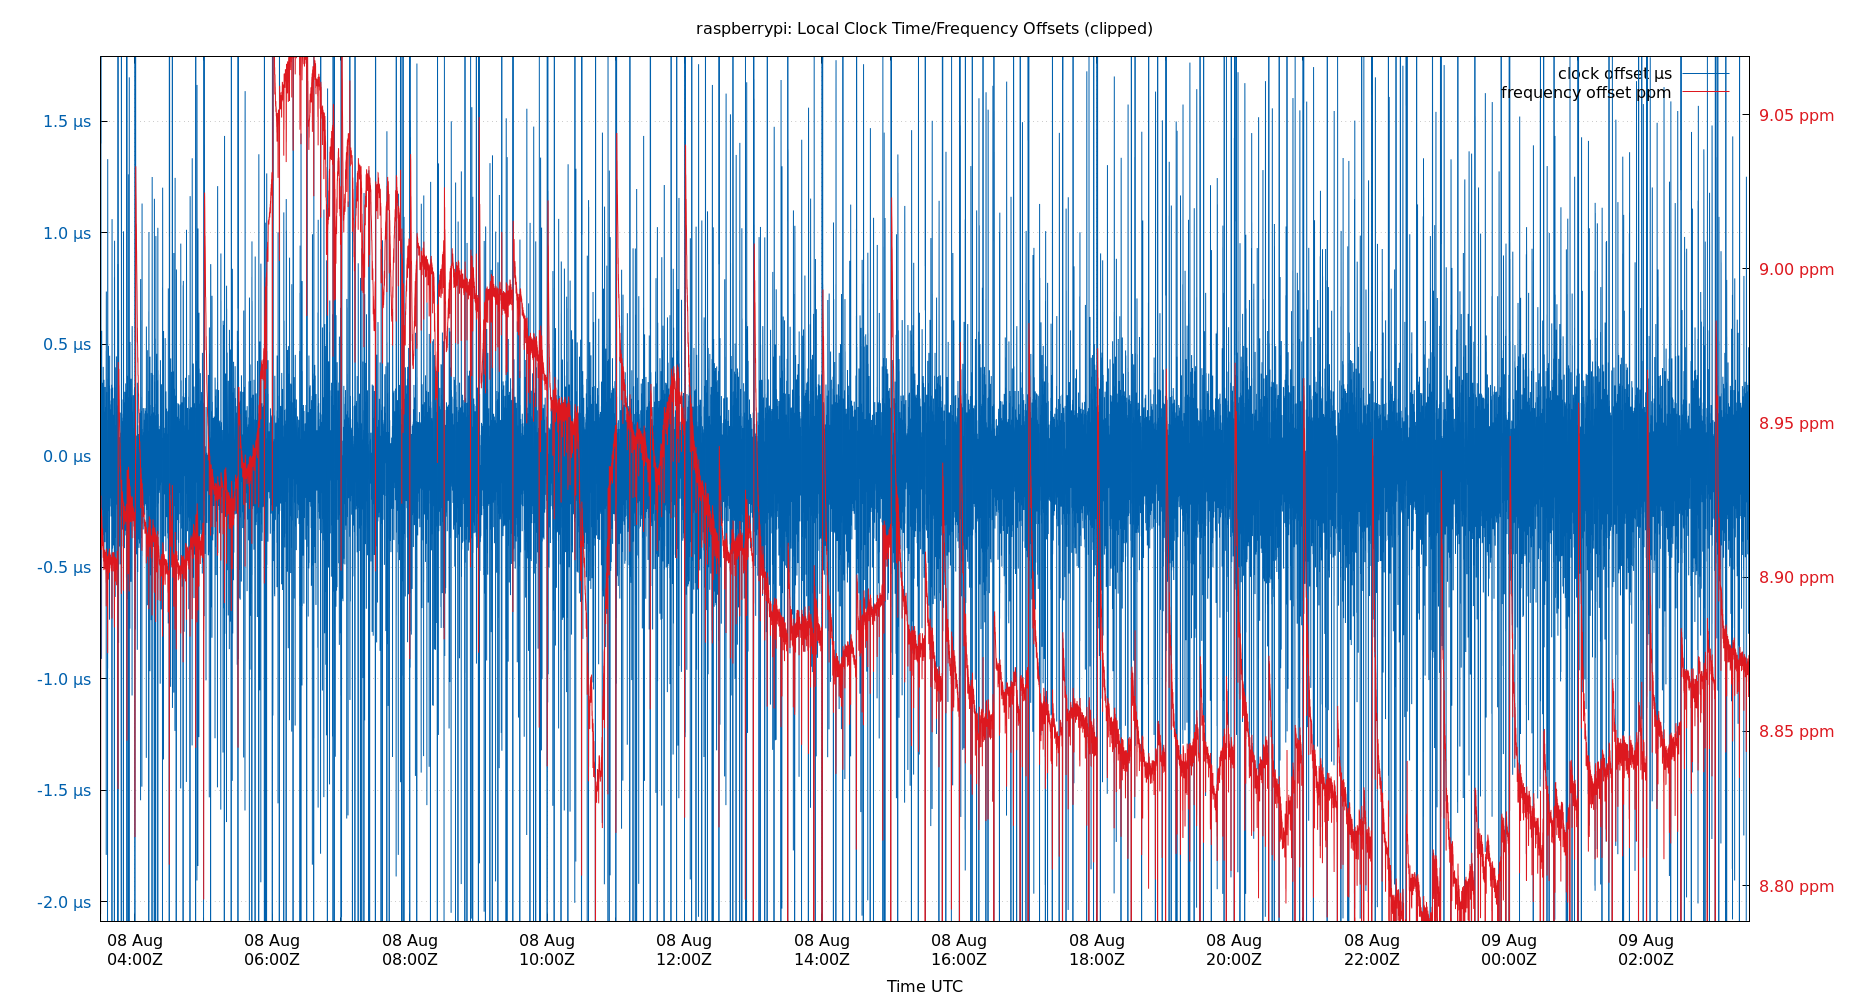 raspberrypi: Local Clock Time/Frequency Offsets (clipped)
clock offset µs
frequency offset ppm
1.5 µs
1.0 µs
0.5 µs
0.0 µs
-0.5 µs
-1.0 µs
-1.5 µs
-2.0 µs
9.05 ppm
9.00 ppm
8.95 ppm
8.90 ppm
8.85 ppm
8.80 ppm
08 Aug 08 Aug 08 Aug 08 Aug 08 Aug 08 Aug 08 Aug 08 Aug 08 Aug 08 Aug 09 Aug 09 Aug
04:00Z 06:00Z 08:00Z 10:00Z 12:00Z 14:00Z 16:00Z 18:00Z 20:00Z 22:00Z 00:00Z 02:00Z
Time UTC